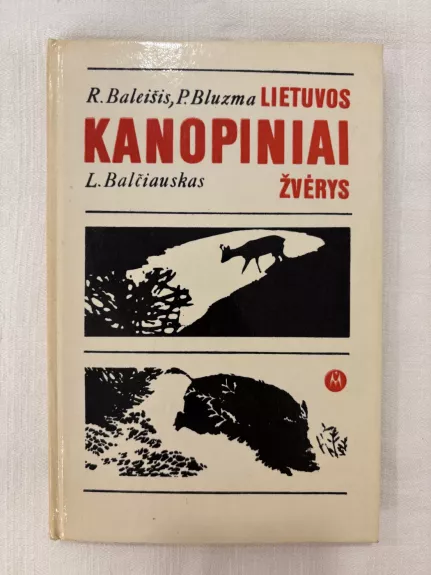 R. Baleišis, P. Bluzma LIETUVOS
KANOPINIAI
L. Balčiauskas ŽVĖRYS
M